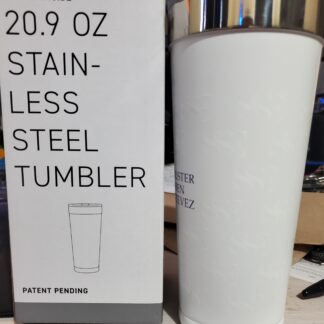 20.9 OZ
STAIN-
LESS
STEEL
TUMBLER
PATENT PENDING